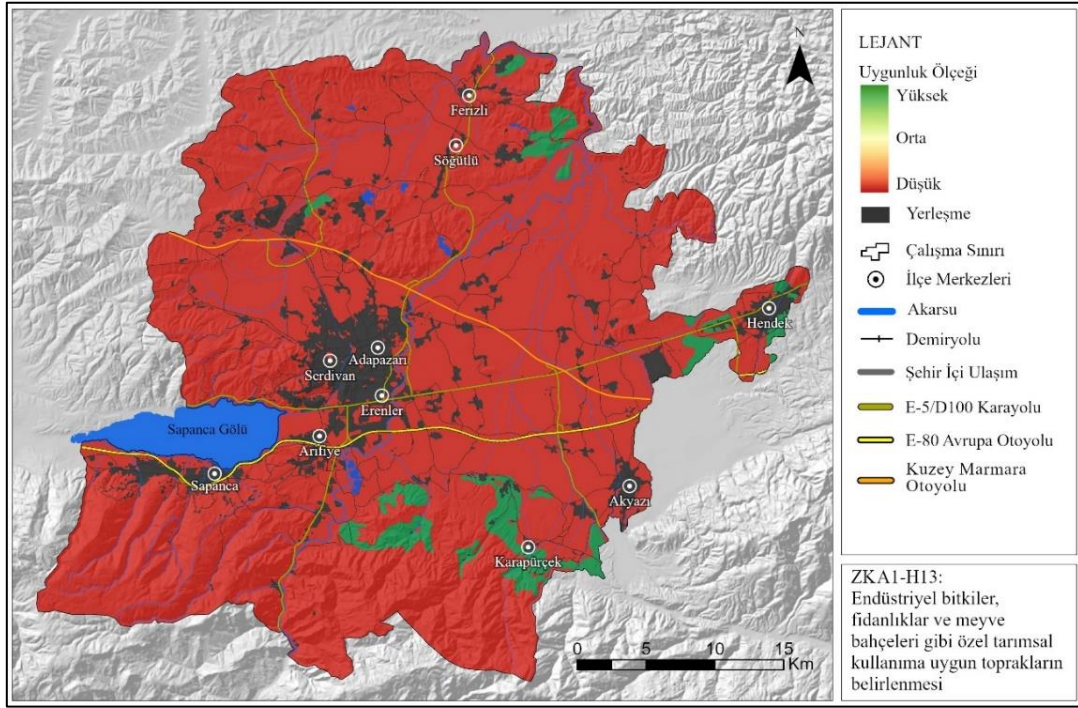 N
Ferizli
Söğütlü
Hendek
Adapazarı
Serdivan
Erenler
Sapanca Gölü
Arifiye
Sapanca
Akyazı
Karapürçek
0 5 10 15
Km
LEJANT
Uygunluk Ölçeği
Yüksek
Orta
Düşük
Yerleşme
Çalışma Sınırı
İlçe Merkezleri
Akarsu
Demiryolu
Şehir İçi Ulaşım
E-5/D100 Karayolu
E-80 Avrupa Otoyolu
Kuzey Marmara
Otoyolu
ZKA1-H13:
Endüstriyel bitkiler,
fidanlıklar ve meyve
bahçeleri gibi özel tarımsal
kullanıma uygun toprakların
belirlenmesi